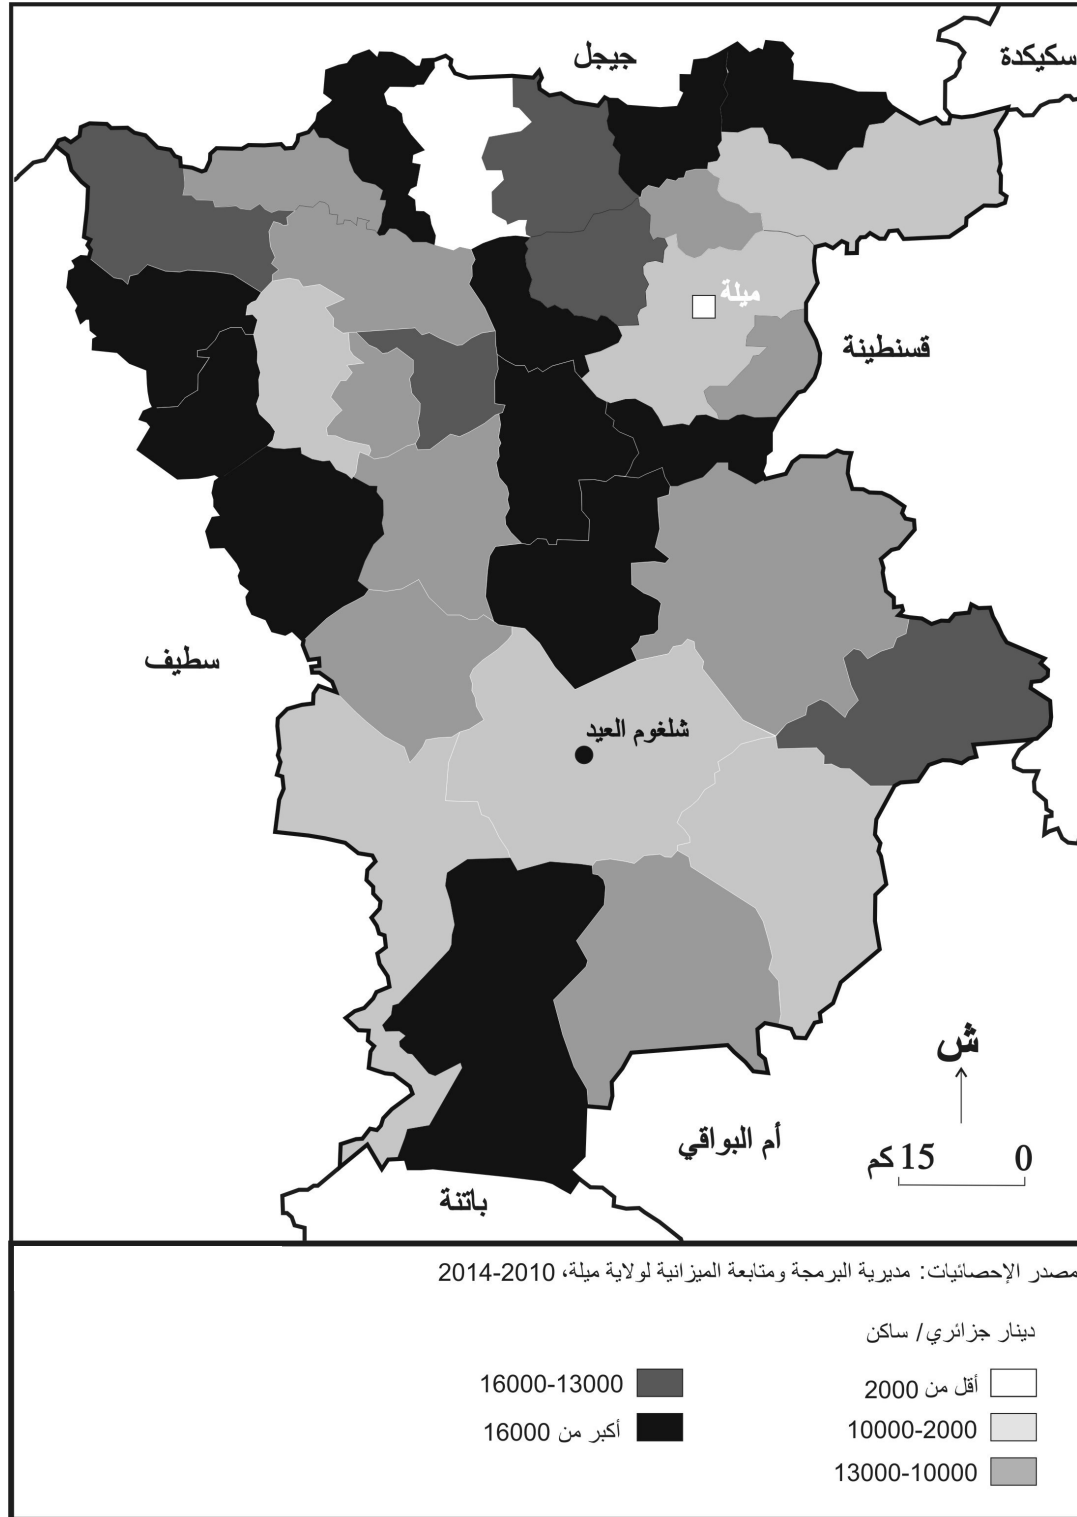 سكيكدة
جيجل
ميلة
قسنطينة
سطيف
شلغوم العيد
ش
أم البواقي
0 15 كم
باتنة
مصدر الإحصائيات: مديرية البرمجة ومتابعة الميزانية لولاية ميلة، 2010-2014
دينار جزائري/ ساكن
أقل من 2000
10000-2000
13000-10000
16000-13000
أكبر من 16000